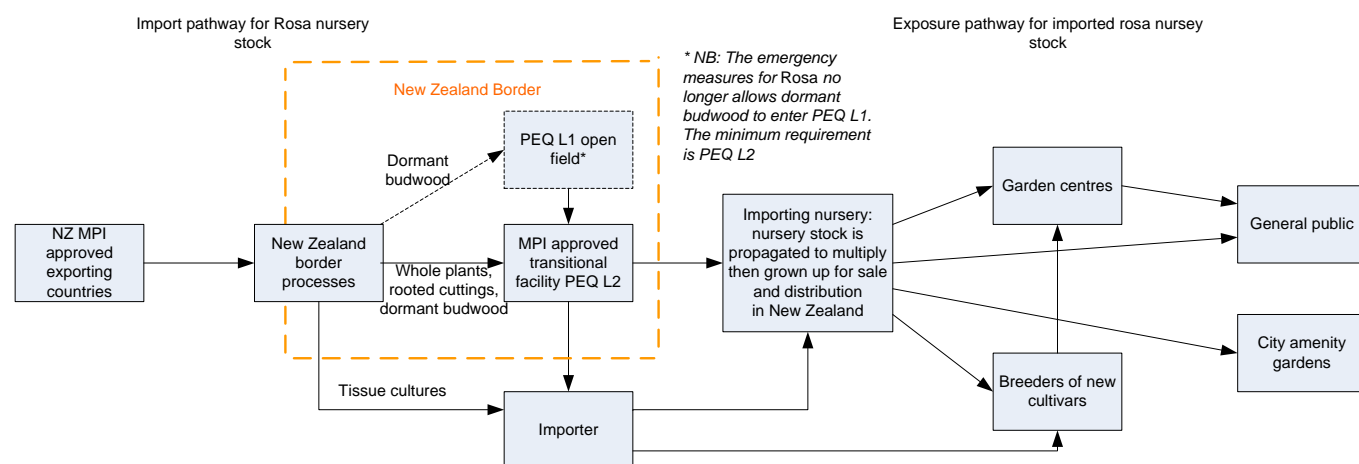 Import pathway for Rosa nursery
stock
Exposure pathway for imported rosa nursey
stock
New Zealand Border
* NB: The emergency
measures for Rosa no
longer allows dormant
budwood to enter PEQ L1.
The minimum requirement
is PEQ L2
PEQ L1 open
field*
Dormant
budwood
NZ MPI
approved
exporting
countries
New Zealand
border
processes
Whole plants,
rooted cuttings,
dormant budwood
MPI approved
transitional
facility PEQ L2
Importing nursery:
nursery stock is
propagated to multiply
then grown up for sale
and distribution
in New Zealand
Garden centres
General public
City amenity
gardens
Breeders of new
cultivars
Tissue cultures
Importer